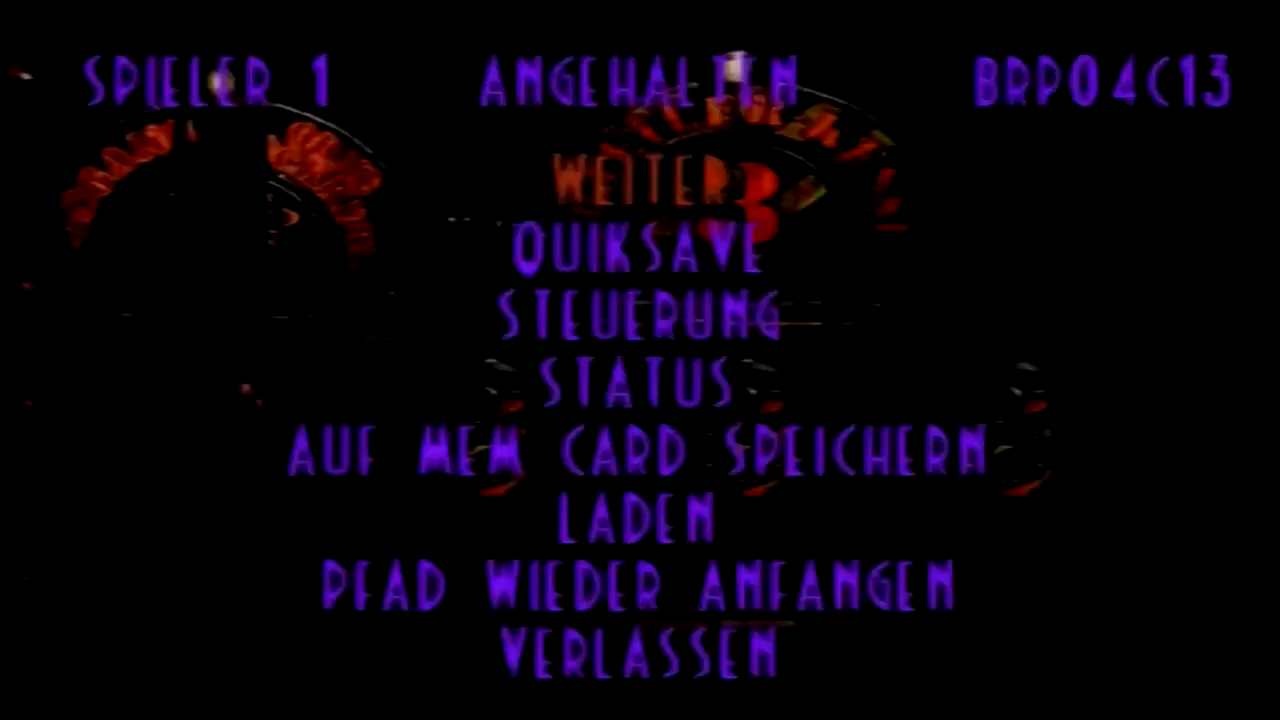 SPIELER 1 ANGEHALTEN BRP04C13
WEITER
QUIKSAVE
STEUERUNG
STATUS
AUF MEM CARD SPEICHERN
LADEN
PFAD WIEDER ANFANGEN
VERLASSEN